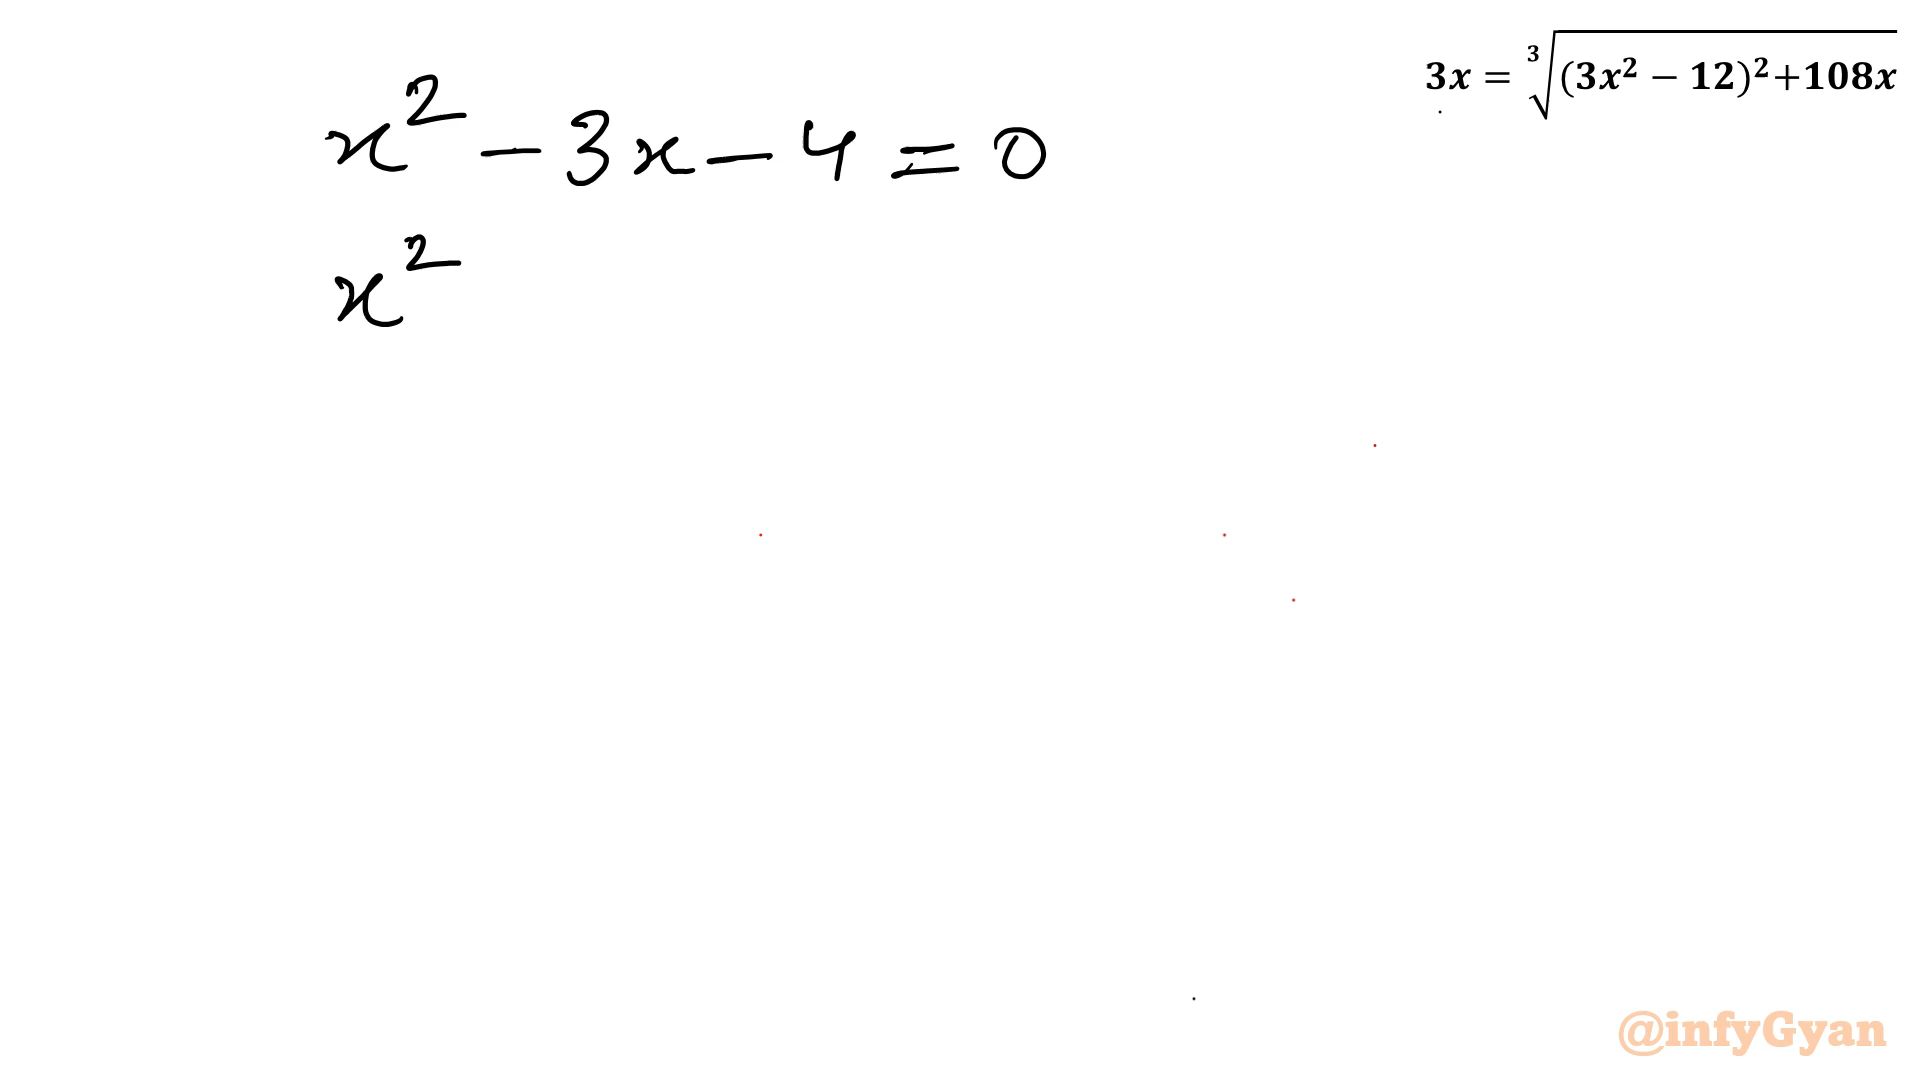 x² - 3x - 4 = 0
3x = ∛((3x² − 12)²+108x)
x²
@infyGyan